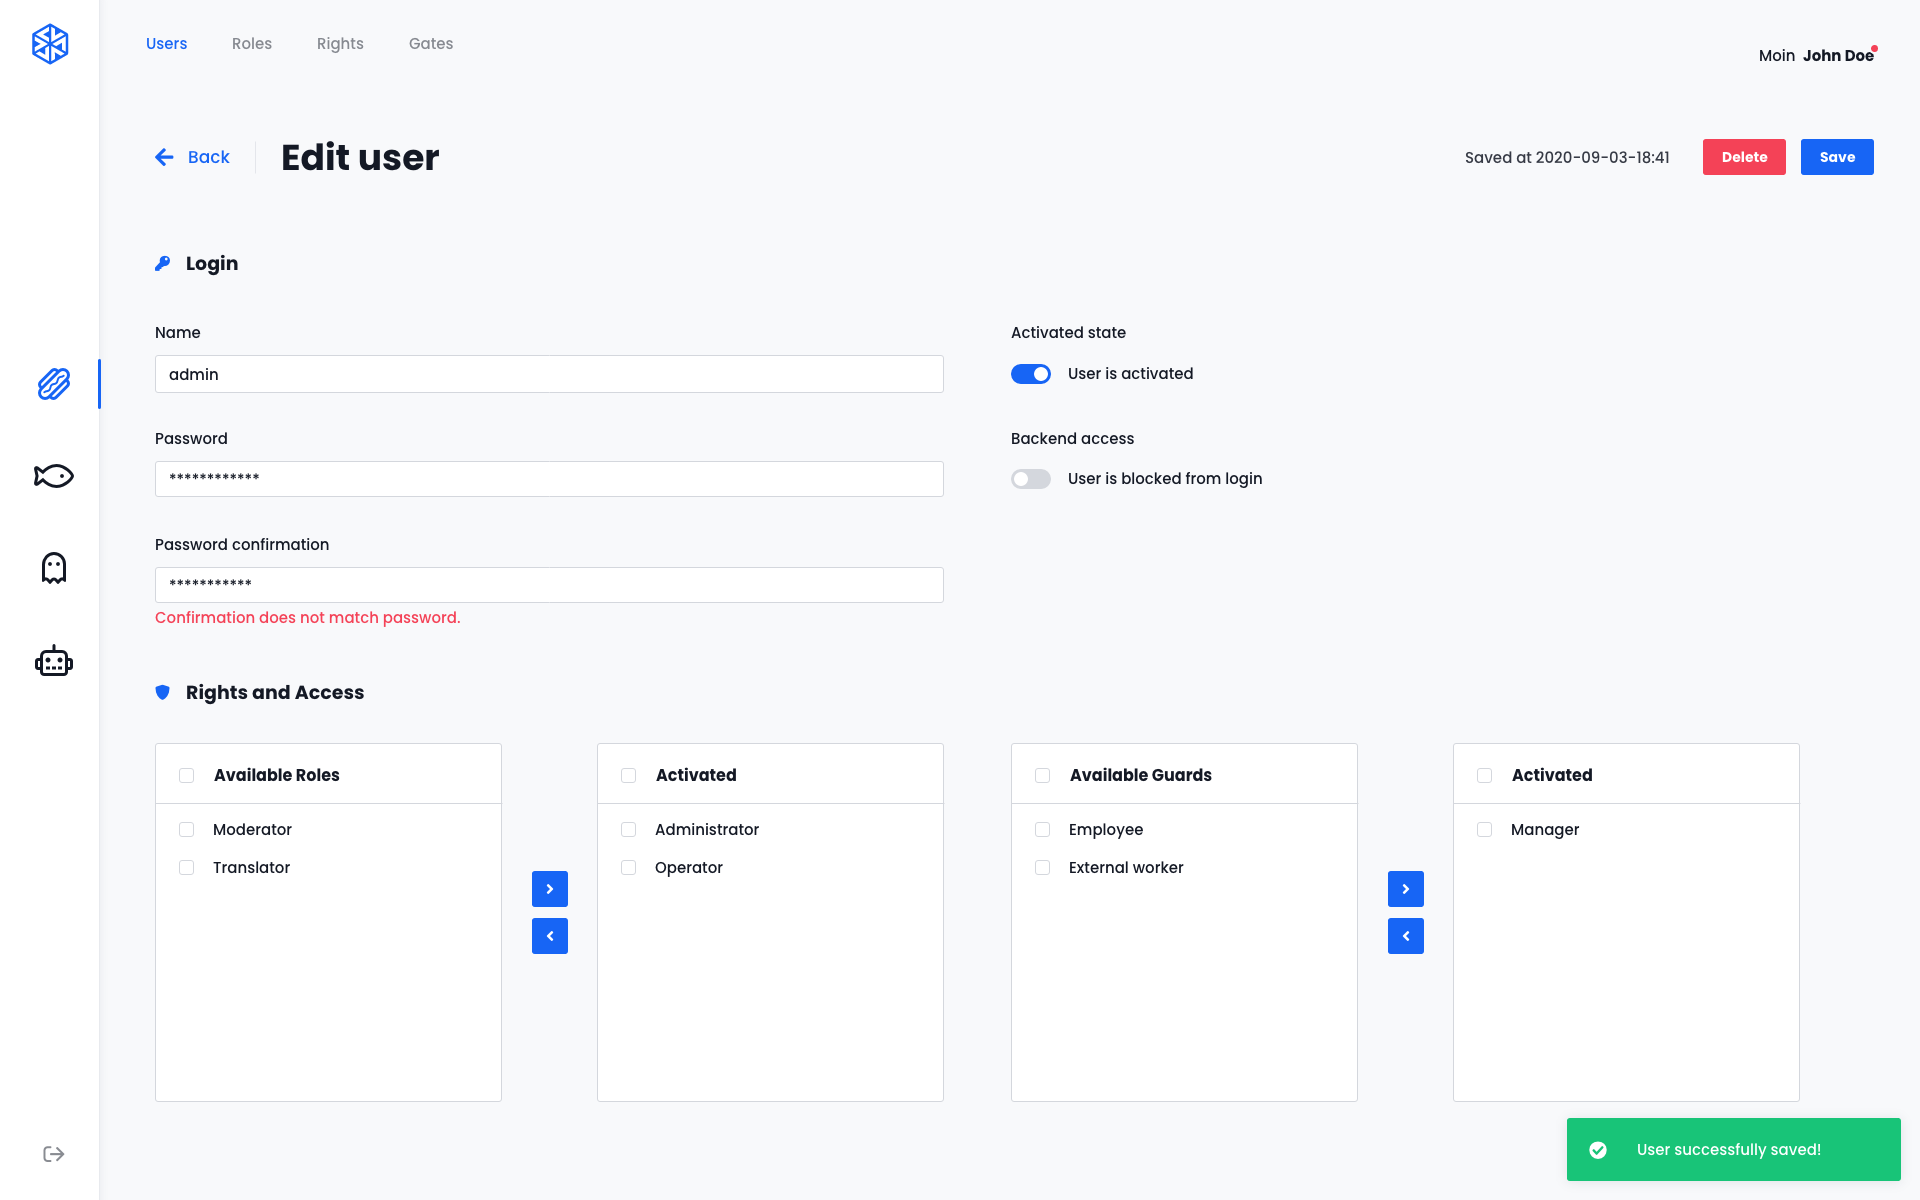 Users Roles Rights Gates
Moin John Doe
Back Edit user Saved at 2020-09-03-18:41 Delete Save
Login
Name Activated state
admin User is activated
Password Backend access
************ User is blocked from login
Password confirmation
***********
Confirmation does not match password.
Rights and Access
Available Roles Activated Available Guards Activated
Moderator Administrator Employee Manager
Translator Operator External worker
User successfully saved!